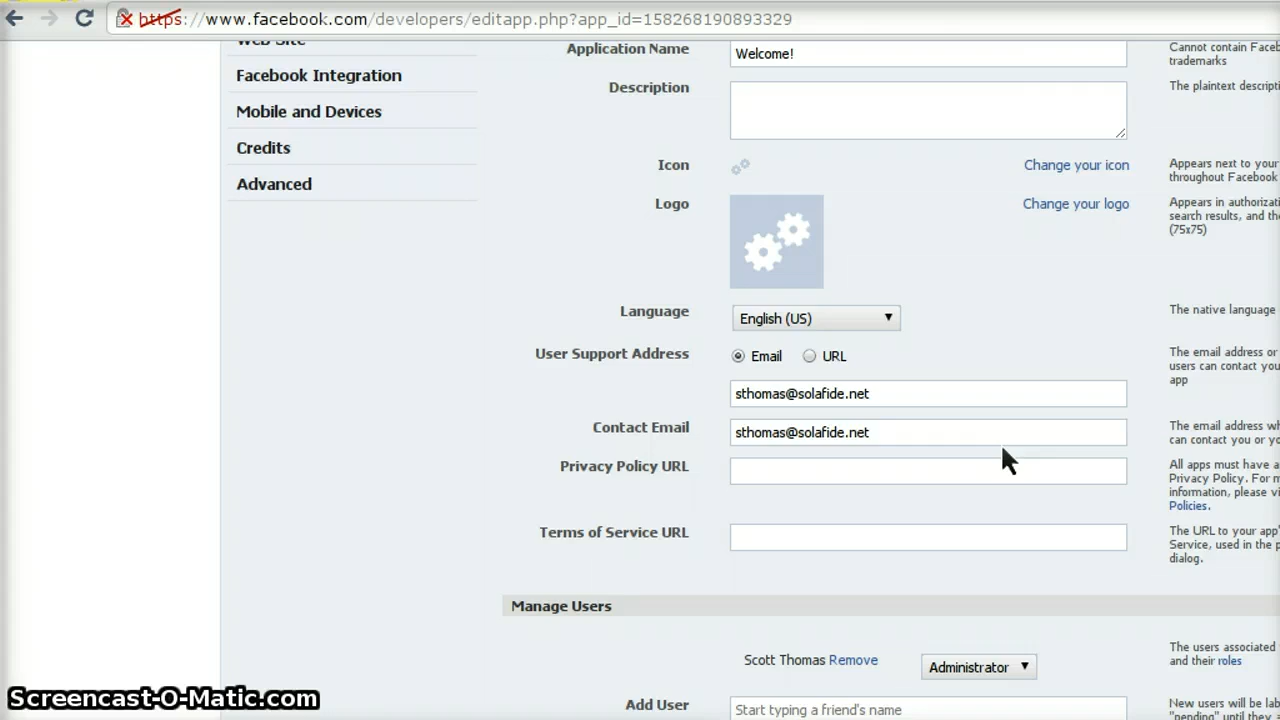 https://www.facebook.com/developers/editapp.php?app_id=158268190893329
Web Site
Facebook Integration
Mobile and Devices
Credits
Advanced
Application Name
Welcome!
Cannot contain Faceb
trademarks
Description
The plaintext descripti
Icon
Change your icon
Appears next to your
throughout Facebook
Logo
Change your logo
Appears in authorizati
search results, and the
(75x75)
Language
English (US)
The native language
User Support Address
Email
URL
The email address or
users can contact you
app
sthomas@solafide.net
Contact Email
sthomas@solafide.net
The email address wh
can contact you or yo
Privacy Policy URL
All apps must have a
Privacy Policy. For m
information, please vi
Policies.
Terms of Service URL
The URL to your app'
Service, used in the p
dialog.
Manage Users
Scott Thomas Remove
Administrator
The users associated
and their roles
Add User
Start typing a friend's name
New users will be lab
"pending" until they a
Screencast-O-Matic.com